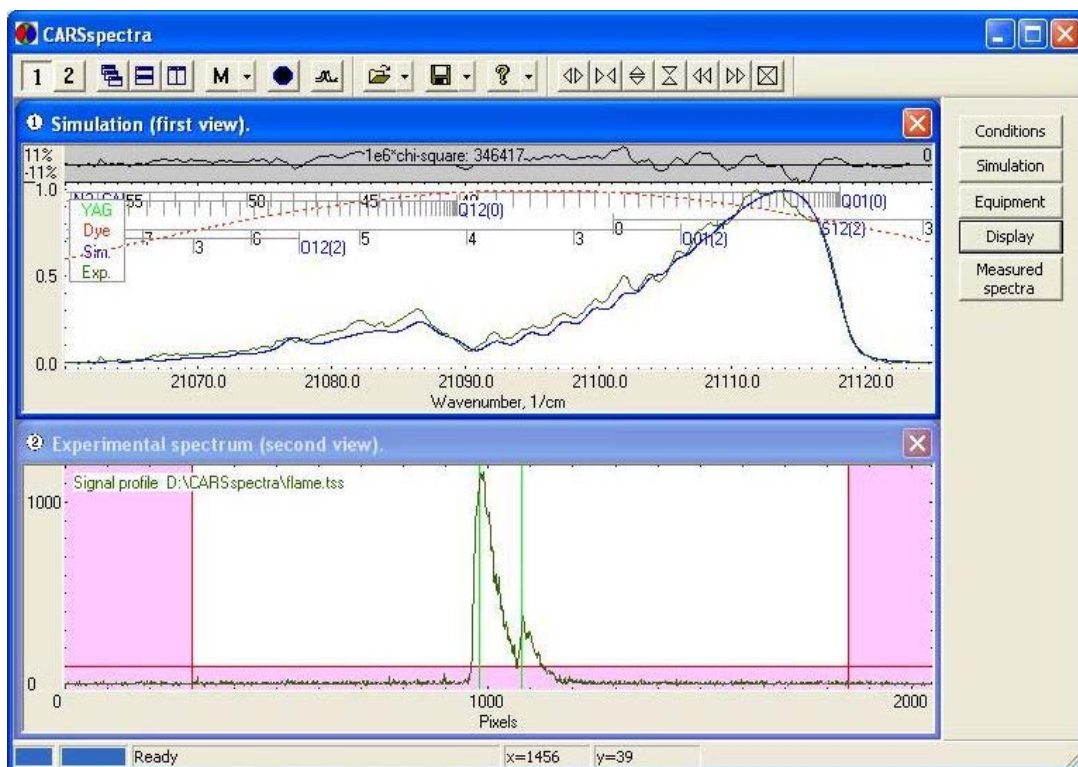 CARSspectra
1 2 M ?
1 Simulation (first view).
11%
-11%
1e6*chi-square: 346417
0
1.0
0.5
0.0
YAG
Dye
Sim.
Exp.
55 50 45 40
Q12(0) Q01(0)
7 3 6 O12(2) 5 4 3 0 O01(2) S12(2) 3
21070.0 21080.0 21090.0 21100.0 21110.0 21120.0
Wavenumber, 1/cm
Conditions
Simulation
Equipment
Display
Measured
spectra
2 Experimental spectrum (second view).
Signal profile D:\CARSspectra\flame.tss
1000
0
0 1000 2000
Pixels
Ready x=1456 y=39